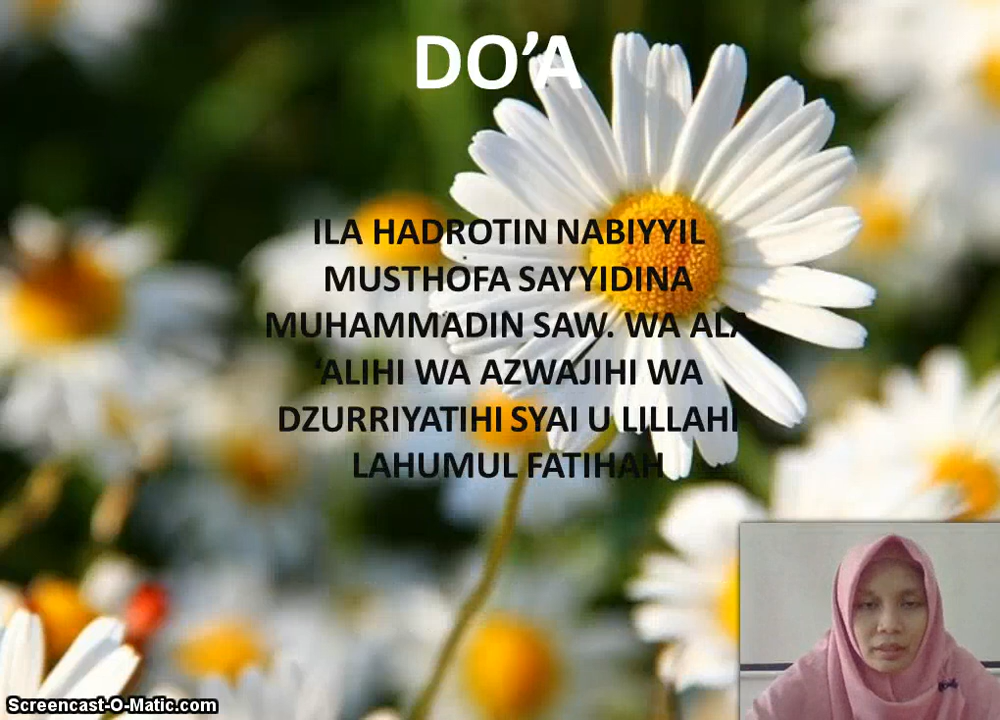 DO’A
ILA HADROTIN NABIYYIL
MUSTHOFA SAYYIDINA
MUHAMMADIN SAW. WA ALA
‘ALIHI WA AZWAJIHI WA
DZURRIYATIHI SYAI U LILLAHI
LAHUMUL FATIHAH
Screencast-O-Matic.com